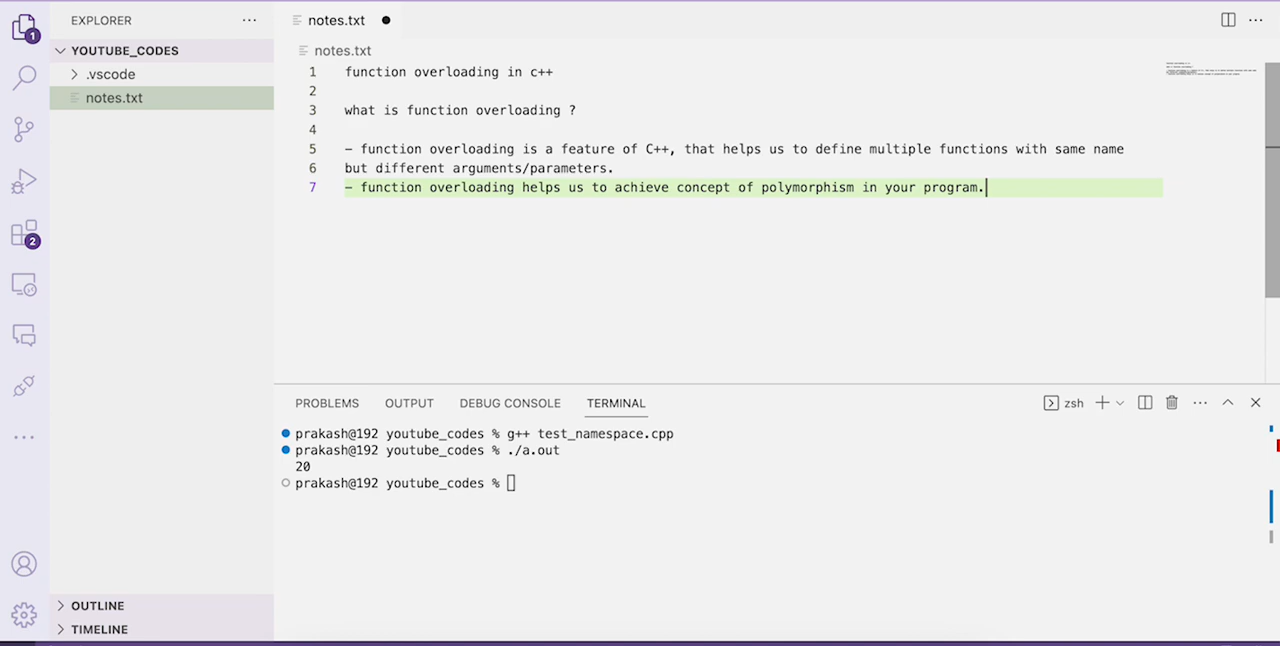 EXPLORER
YOUTUBE_CODES
.vscode
notes.txt
OUTLINE
TIMELINE
1
2
notes.txt
notes.txt
1 function overloading in c++
2
3 what is function overloading ?
4
5 - function overloading is a feature of C++, that helps us to define multiple functions with same name
6 but different arguments/parameters.
7 - function overloading helps us to achieve concept of polymorphism in your program.
PROBLEMS OUTPUT DEBUG CONSOLE TERMINAL zsh
prakash@192 youtube_codes % g++ test_namespace.cpp
prakash@192 youtube_codes % ./a.out
20
prakash@192 youtube_codes %